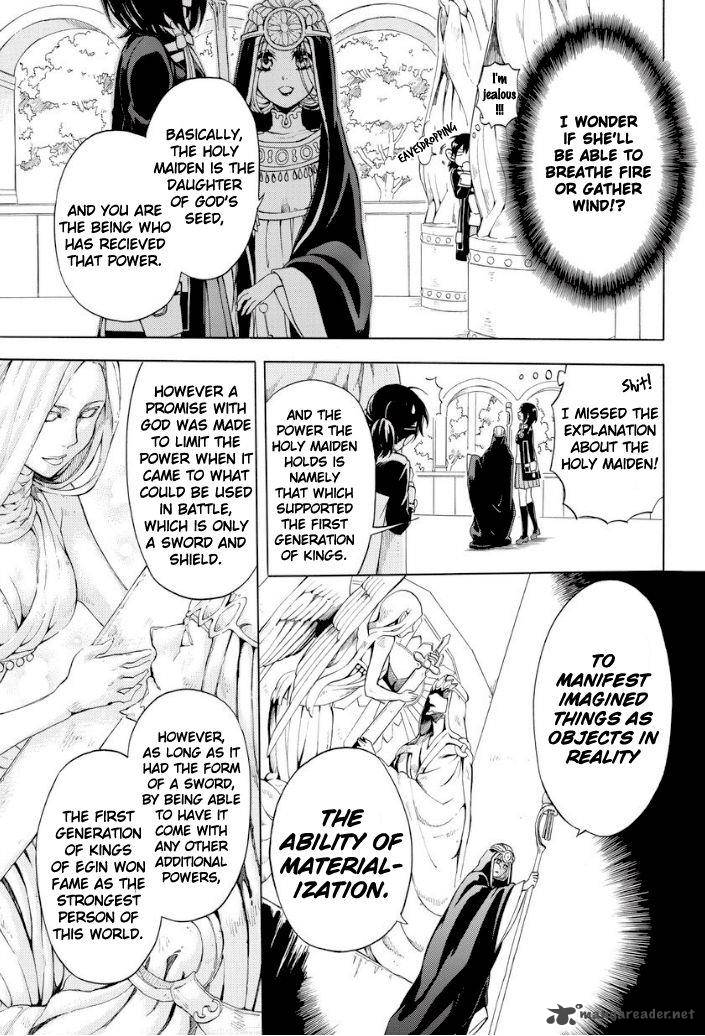 I WONDER
IF SHE'LL
BE ABLE TO
BREATHE FIRE
OR GATHER
WIND!?
I'm
jealous
!!!
EAVESDROPPING
BASICALLY,
THE HOLY
MAIDEN IS THE
DAUGHTER
OF GOD'S
SEED,
AND YOU ARE
THE BEING WHO
HAS RECIEVED
THAT POWER.
Shit!
I MISSED THE
EXPLANATION
ABOUT THE
HOLY MAIDEN!
AND THE
POWER THE
HOLY MAIDEN
HOLDS IS
NAMELY
THAT WHICH
SUPPORTED
THE FIRST
GENERATION
OF KINGS.
TO
MANIFEST
IMAGINED
THINGS AS
OBJECTS IN
REALITY
THE
ABILITY OF
MATERIAL-
IZATION.
HOWEVER A
PROMISE WITH
GOD WAS MADE
TO LIMIT THE
POWER WHEN IT
CAME TO WHAT
COULD BE USED
IN BATTLE,
WHICH IS ONLY
A SWORD AND
SHIELD.
HOWEVER,
AS LONG AS IT
HAD THE FORM
OF A SWORD,
BY BEING ABLE
TO HAVE IT
COME WITH
ANY OTHER
ADDITIONAL
POWERS,
THE FIRST
GENERATION
OF KINGS
OF EGIN WON
FAME AS THE
STRONGEST
PERSON OF
THIS WORLD.
mangareader.net